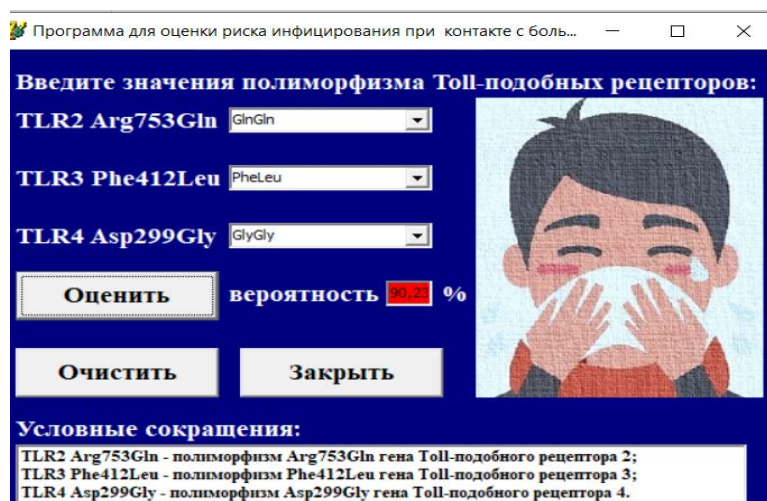 Программа для оценки риска инфицирования при контакте с боль...
Введите значения полиморфизма Toll-подобных рецепторов:
TLR2 Arg753Gln GlnGln
TLR3 Phe412Leu PheLeu
TLR4 Asp299Gly GlyGly
Оценить вероятность 90,23 %
Очистить Закрыть
Условные сокращения:
TLR2 Arg753Gln - полиморфизм Arg753Gln гена Toll-подобного рецептора 2;
TLR3 Phe412Leu - полиморфизм Phe412Leu гена Toll-подобного рецептора 3;
TLR4 Asp299Gly - полиморфизм Asp299Gly гена Toll-подобного рецептора 4.